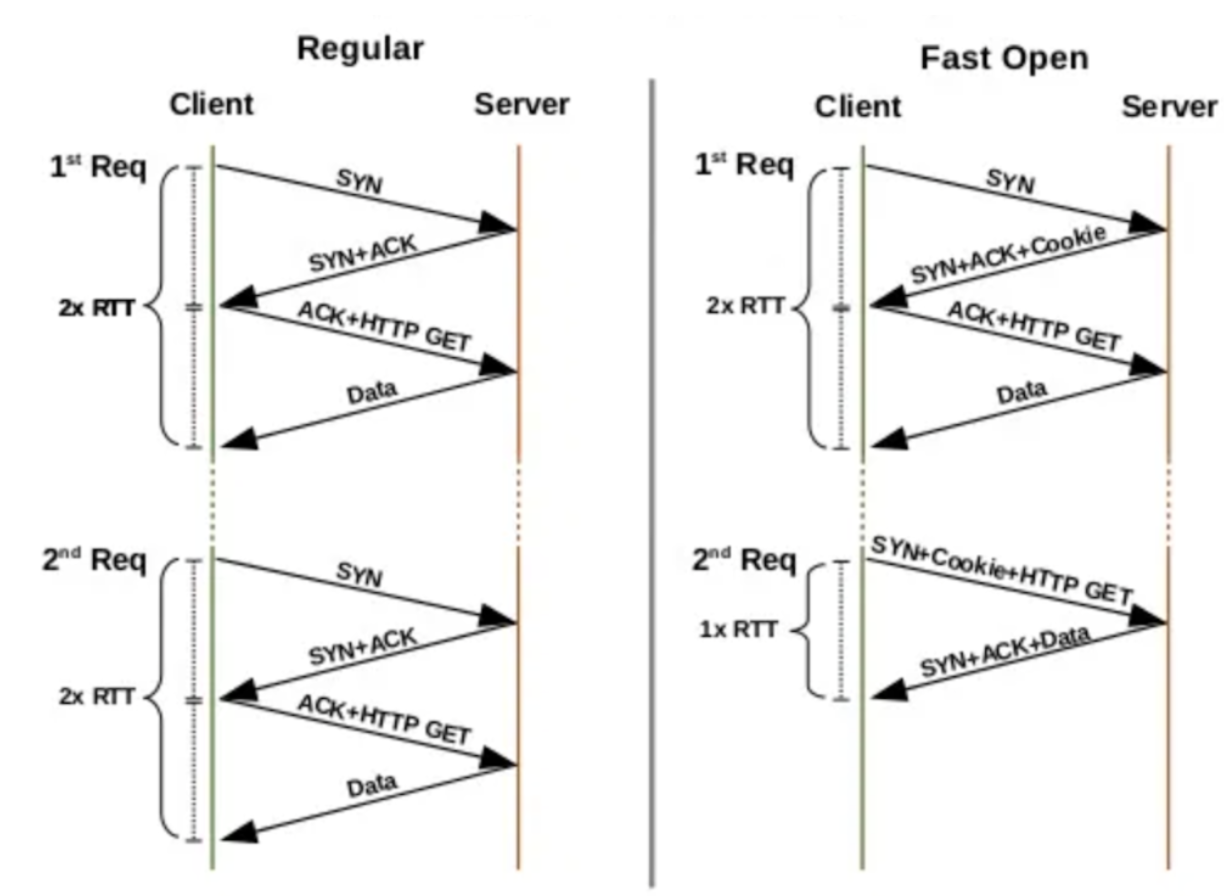 Regular
Client Server
1st Req
SYN
SYN+ACK
2x RTT
ACK+HTTP GET
Data
2nd Req
SYN
SYN+ACK
2x RTT
ACK+HTTP GET
Data
Fast Open
Client Server
1st Req
SYN
SYN+ACK+Cookie
2x RTT
ACK+HTTP GET
Data
2nd Req
SYN+Cookie+HTTP GET
1x RTT
SYN+ACK+Data